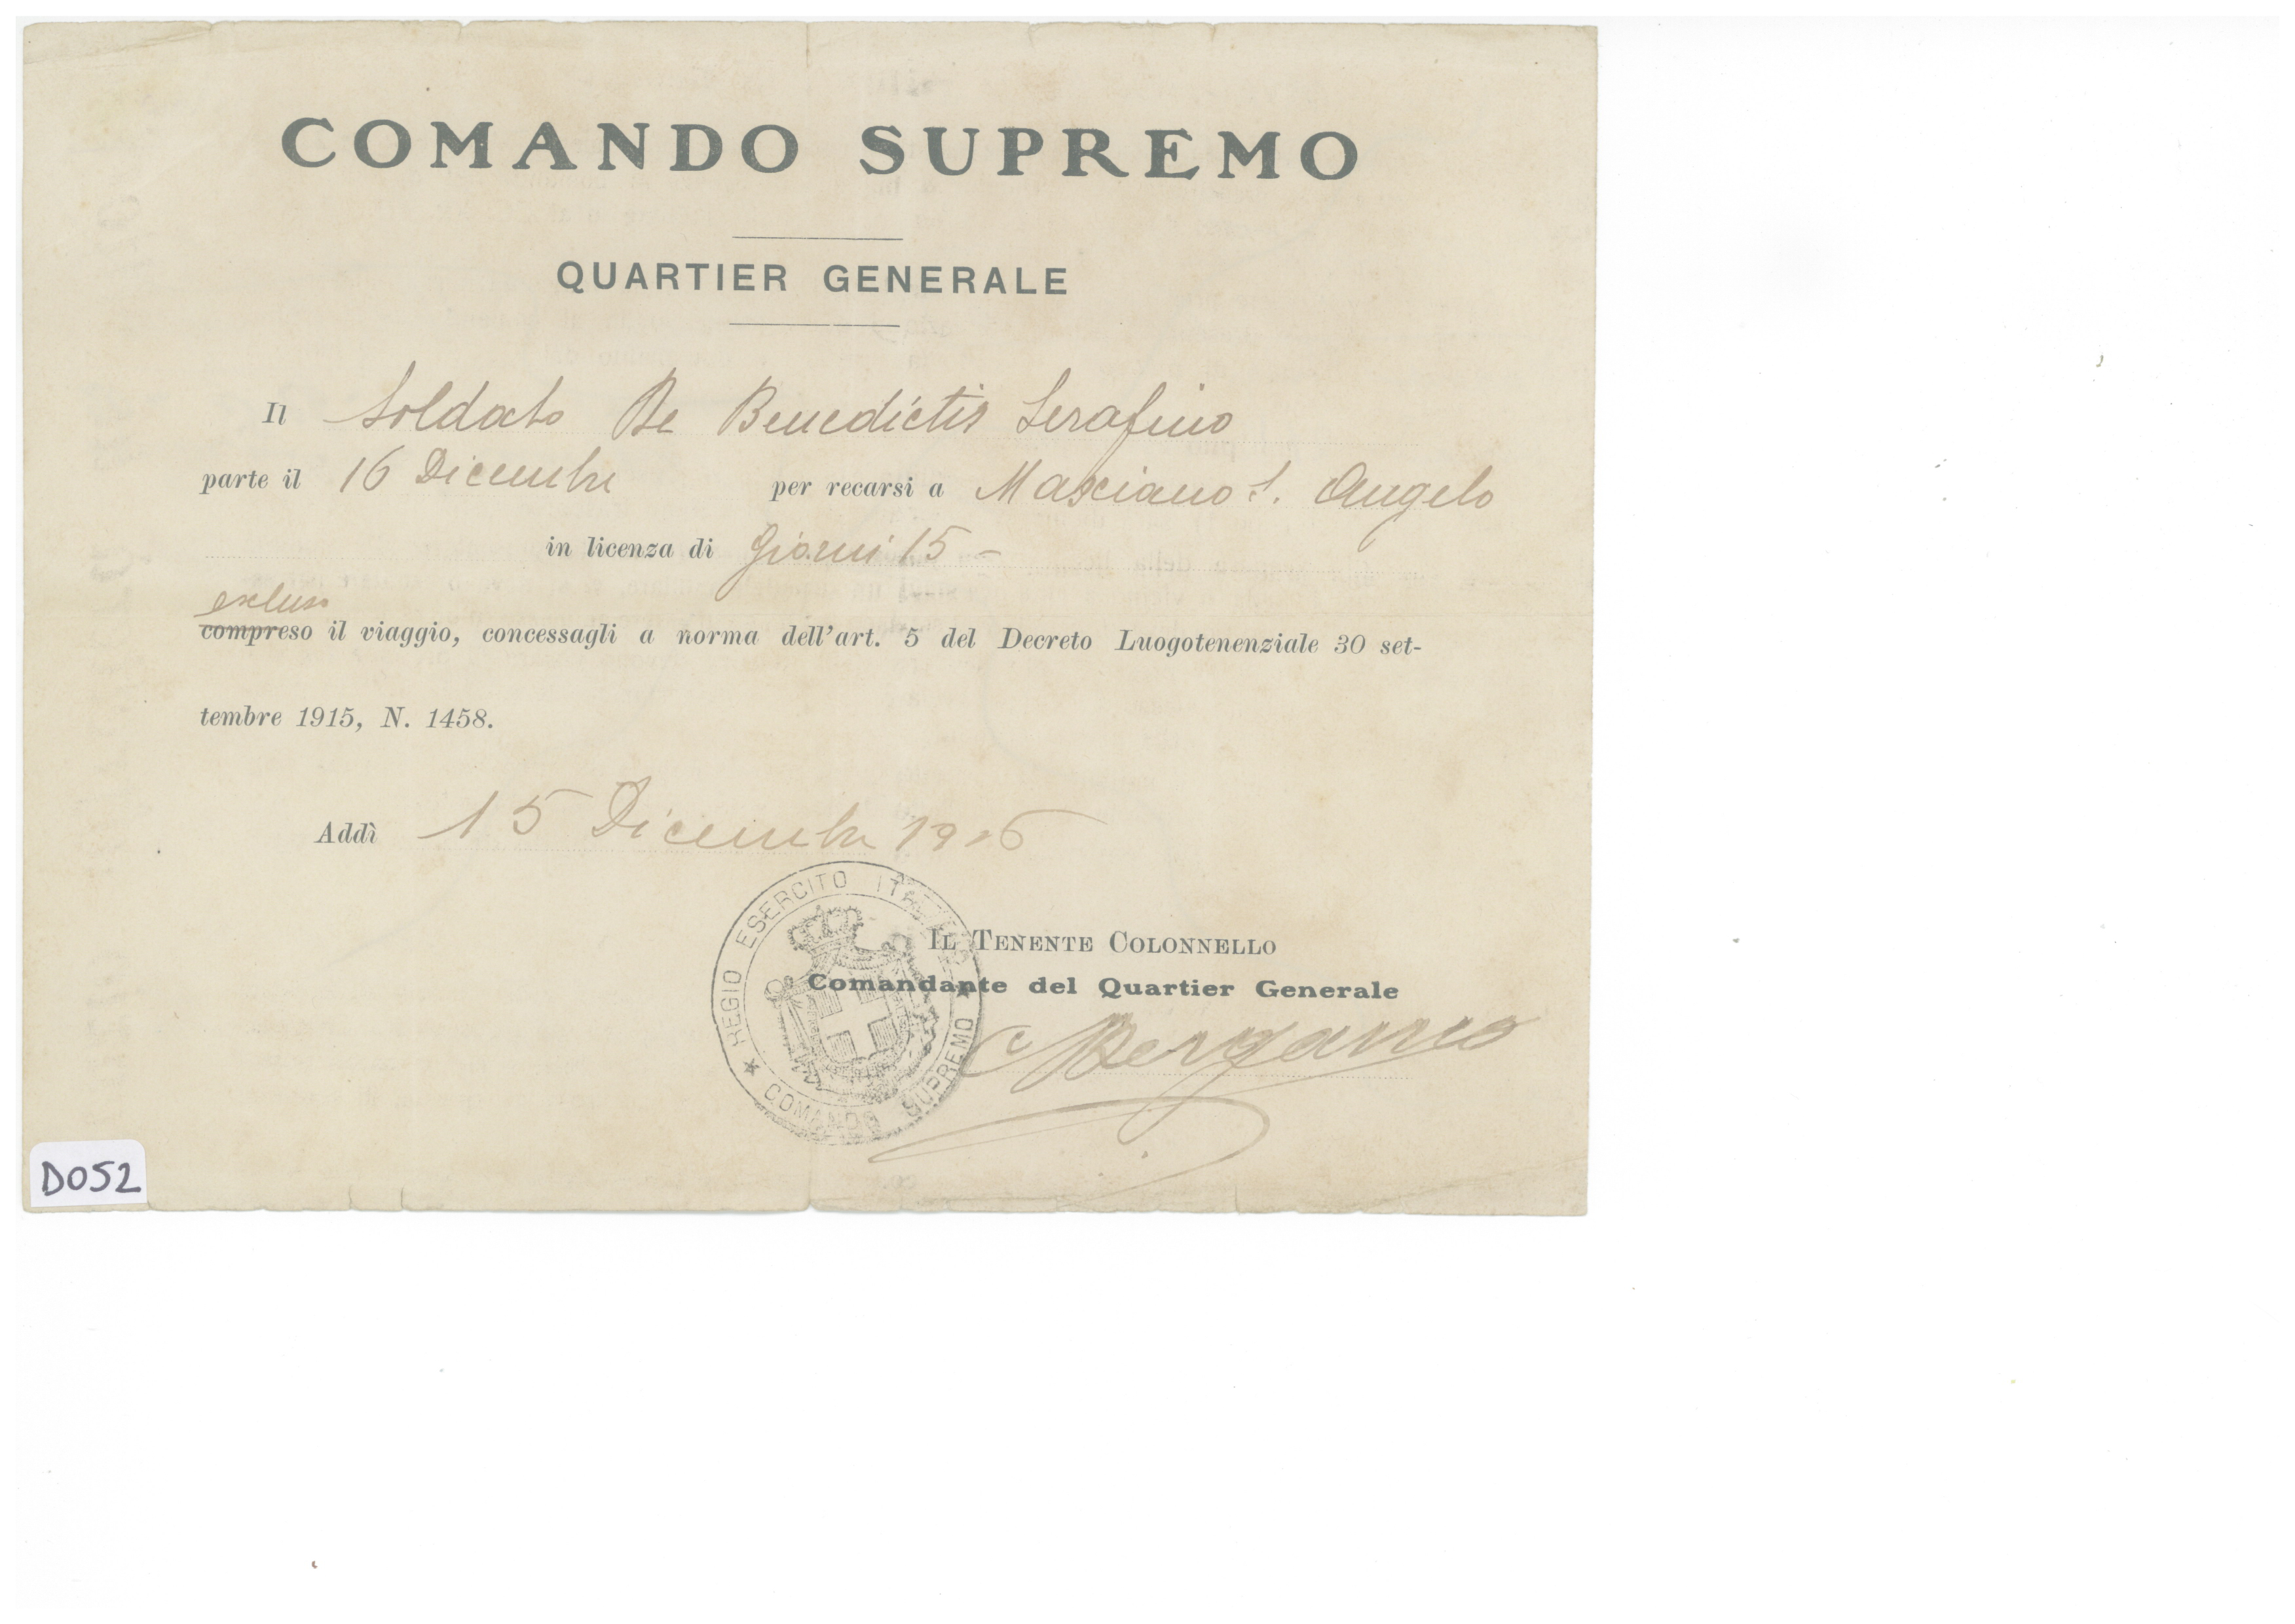 COMANDO SUPREMO
QUARTIER GENERALE
Il Soldato De Benedictis Serafino
parte il 16 Dicembre per recarsi a Masciano S. Angelo
in licenza di Giorni 15 -
escluso
compreso il viaggio, concessagli a norma dell'art. 5 del Decreto Luogotenenziale 30 set-
tembre 1915, N. 1458.
Addì 15 Dicembre 1916
REGIO ESERCITO ITALIANO
COMANDO SUPREMO
IL TENENTE COLONNELLO
Comandante del Quartier Generale
Bergamo
D052